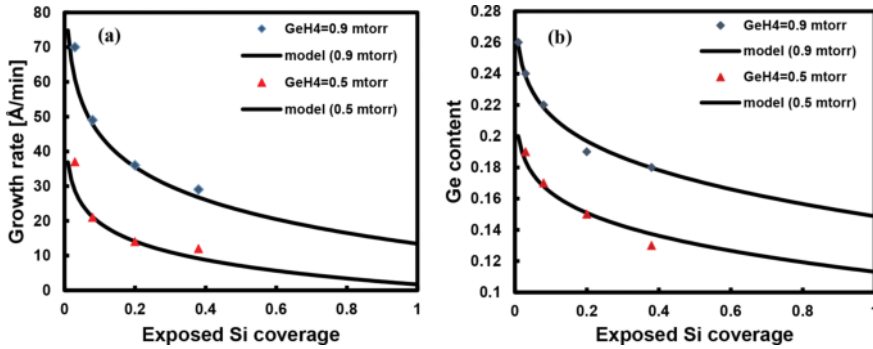 (a)
GeH4=0.9 mtorr
model (0.9 mtorr)
GeH4=0.5 mtorr
model (0.5 mtorr)
80
70
60
50
40
30
20
10
0
Growth rate [Å/min]
0
0.2
0.4
0.6
0.8
1
Exposed Si coverage
(b)
GeH4=0.9 mtorr
model (0.9 mtorr)
GeH4=0.5 mtorr
model (0.5 mtorr)
0.28
0.26
0.24
0.22
0.2
0.18
0.16
0.14
0.12
0.1
Ge content
0
0.2
0.4
0.6
0.8
1
Exposed Si coverage